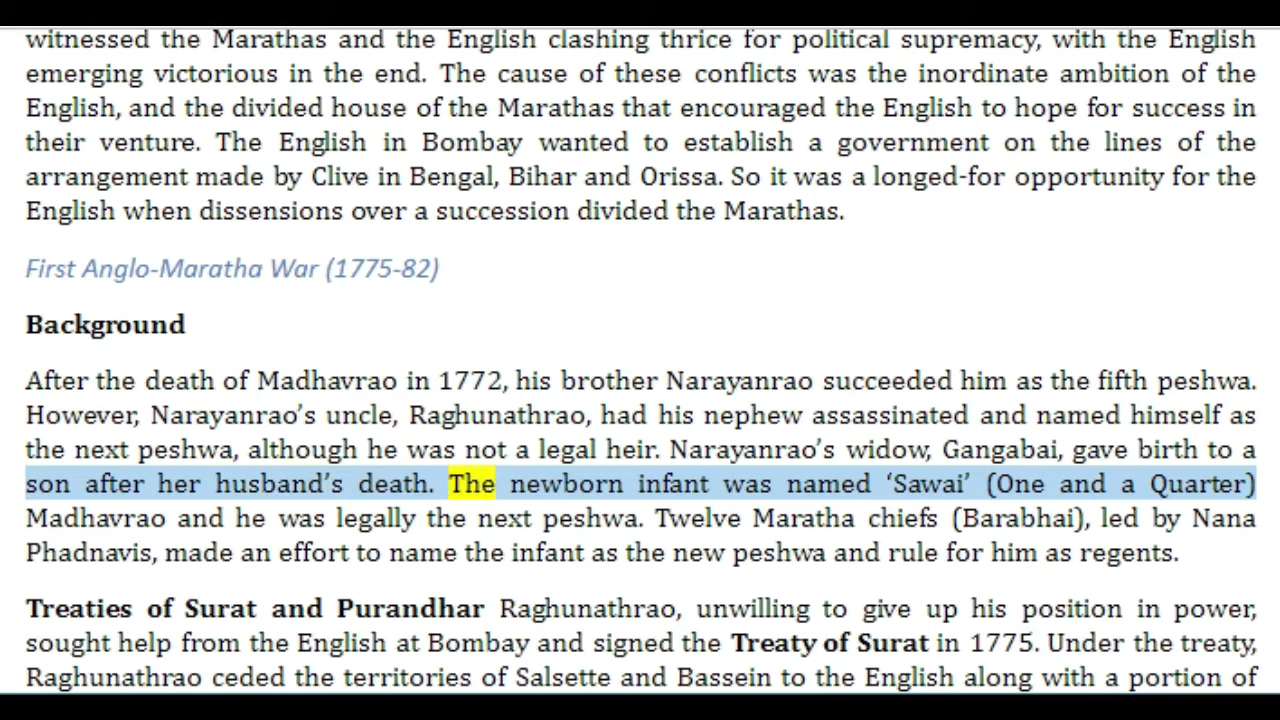 witnessed the Marathas and the English clashing thrice for political supremacy, with the English
emerging victorious in the end. The cause of these conflicts was the inordinate ambition of the
English, and the divided house of the Marathas that encouraged the English to hope for success in
their venture. The English in Bombay wanted to establish a government on the lines of the
arrangement made by Clive in Bengal, Bihar and Orissa. So it was a longed-for opportunity for the
English when dissensions over a succession divided the Marathas.
First Anglo-Maratha War (1775-82)
Background
After the death of Madhavrao in 1772, his brother Narayanrao succeeded him as the fifth peshwa.
However, Narayanrao’s uncle, Raghunathrao, had his nephew assassinated and named himself as
the next peshwa, although he was not a legal heir. Narayanrao’s widow, Gangabai, gave birth to a
son after her husband’s death. The newborn infant was named ‘Sawai’ (One and a Quarter)
Madhavrao and he was legally the next peshwa. Twelve Maratha chiefs (Barabhai), led by Nana
Phadnavis, made an effort to name the infant as the new peshwa and rule for him as regents.
Treaties of Surat and Purandhar Raghunathrao, unwilling to give up his position in power,
sought help from the English at Bombay and signed the Treaty of Surat in 1775. Under the treaty,
Raghunathrao ceded the territories of Salsette and Bassein to the English along with a portion of